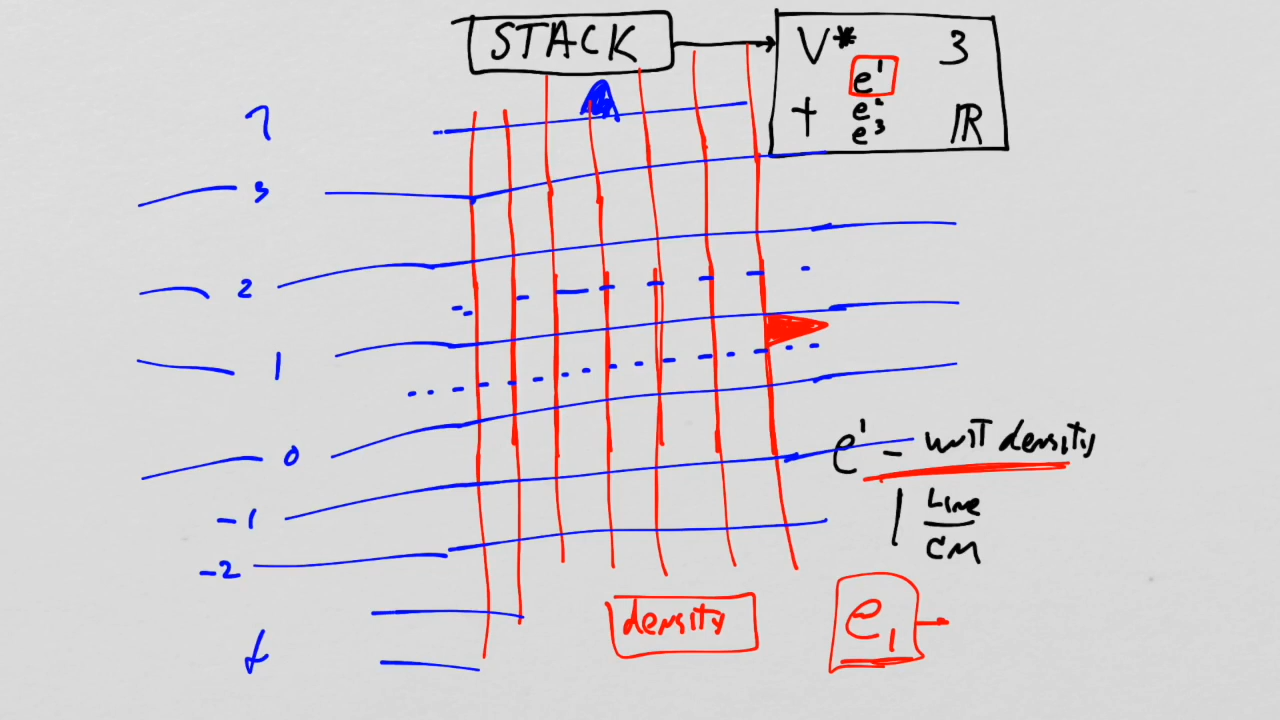 STACK
V* 3
e¹
+ e²
e³ ℝ
3
2
1
0
-1
-2
e¹ - unit density
1 Line
cm
density
e₁